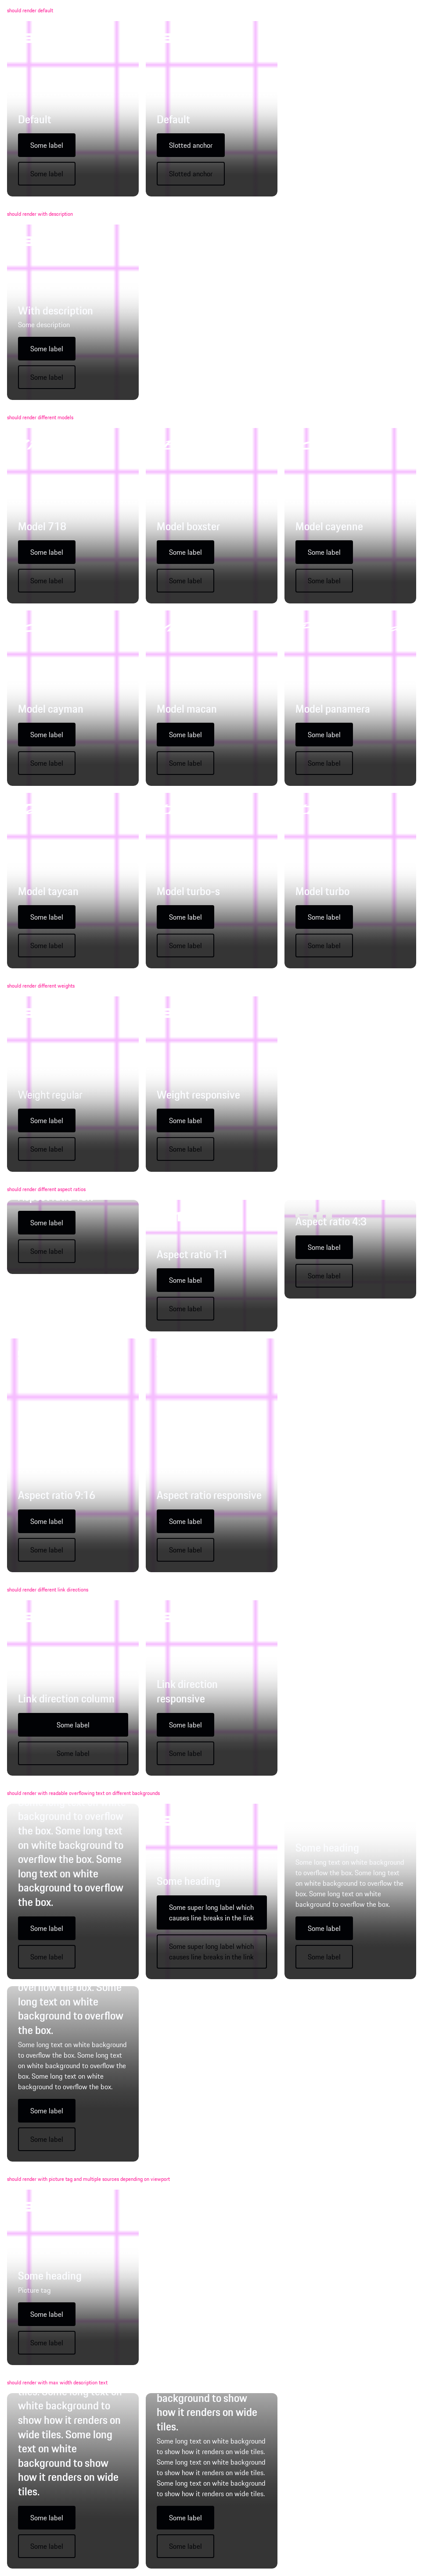 should render default
Default
Some label
Some label
Default
Slotted anchor
Slotted anchor
should render with description
With description
Some description
Some label
Some label
should render different models
Model 718
Some label
Some label
Model boxster
Some label
Some label
Model cayenne
Some label
Some label
Model cayman
Some label
Some label
Model macan
Some label
Some label
Model panamera
Some label
Some label
Model taycan
Some label
Some label
Model turbo-s
Some label
Some label
Model turbo
Some label
Some label
should render different weights
Weight regular
Some label
Some label
Weight responsive
Some label
Some label
should render different aspect ratios
Some label
Some label
Aspect ratio 1:1
Some label
Some label
Aspect ratio 4:3
Some label
Some label
Aspect ratio 9:16
Some label
Some label
Aspect ratio responsive
Some label
Some label
should render different link directions
Link direction column
Some label
Some label
Link direction
responsive
Some label
Some label
should render with readable overflowing text on different backgrounds
background to overflow
the box. Some long text
on white background to
overflow the box. Some
long text on white
background to overflow
the box.
Some label
Some label
Some heading
Some super long label which
causes line breaks in the link
Some super long label which
causes line breaks in the link
Some heading
Some long text on white background
to overflow the box. Some long text
on white background to overflow the
box. Some long text on white
background to overflow the box.
Some label
Some label
overflow the box. Some
long text on white
background to overflow
the box.
Some long text on white background
to overflow the box. Some long text
on white background to overflow the
box. Some long text on white
background to overflow the box.
Some label
Some label
should render with picture tag and multiple sources depending on viewport
Some heading
Picture tag
Some label
Some label
should render with max width description text
white background to
show how it renders on
wide tiles. Some long
text on white
background to show
how it renders on wide
tiles.
Some label
Some label
background to show
how it renders on wide
tiles.
Some long text on white background
to show how it renders on wide tiles.
Some long text on white background
to show how it renders on wide tiles.
Some long text on white background
to show how it renders on wide tiles.
Some label
Some label